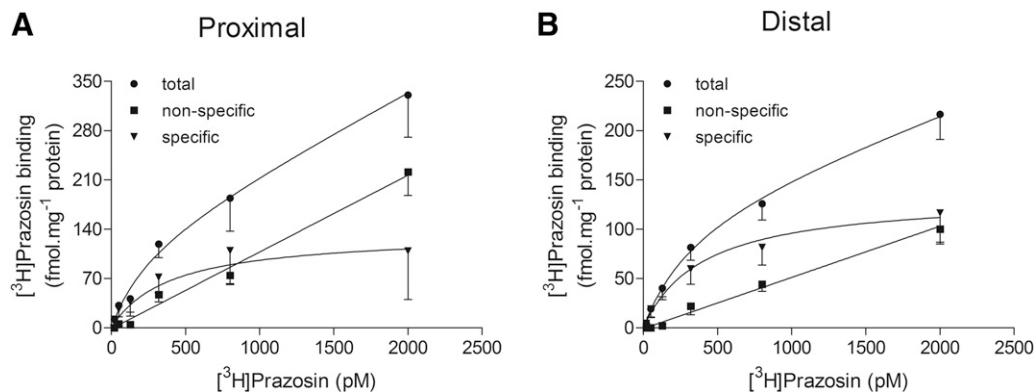 A
Proximal
total
non-specific
specific
[³H]Prazosin binding
(fmol.mg⁻¹ protein)
350
280
210
140
70
0
0
500
1000
1500
2000
2500
[³H]Prazosin (pM)
B
Distal
total
non-specific
specific
[³H]Prazosin binding
(fmol.mg⁻¹ protein)
250
200
150
100
50
0
0
500
1000
1500
2000
2500
[³H]Prazosin (pM)